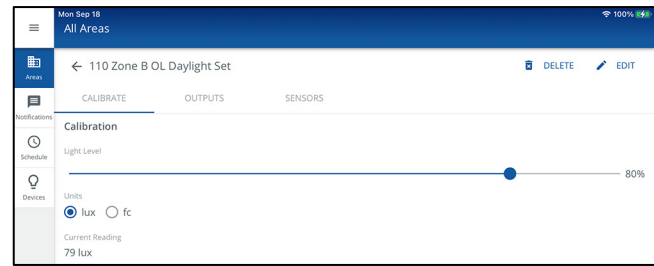 Mon Sep 18
100%
All Areas
Areas
Notifications
Schedule
Devices
110 Zone B OL Daylight Set
DELETE
EDIT
CALIBRATE
OUTPUTS
SENSORS
Calibration
Light Level
80%
Units
lux
fc
Current Reading
79 lux